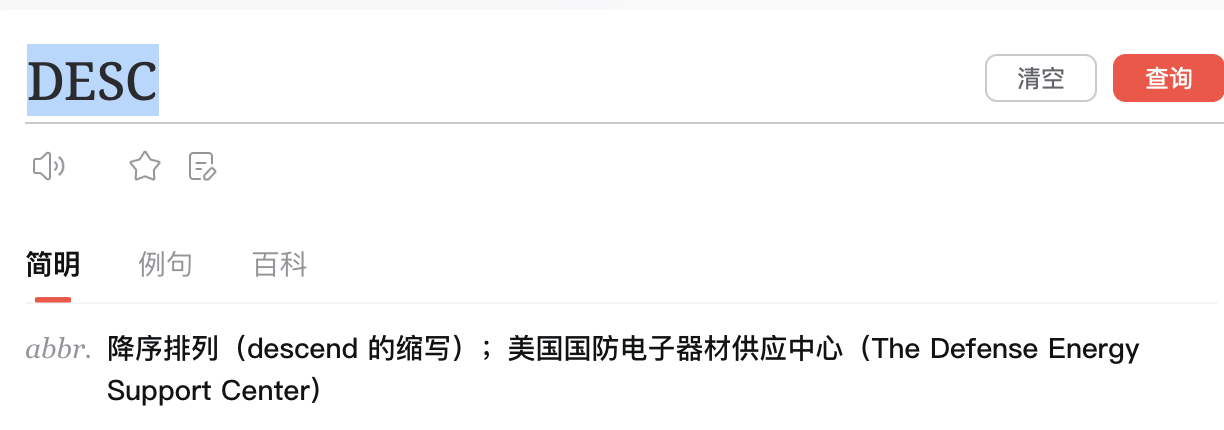 DESC
清空
查询
简明
例句
百科
abbr. 降序排列（descend 的缩写）；美国国防电子器材供应中心（The Defense Energy
Support Center）